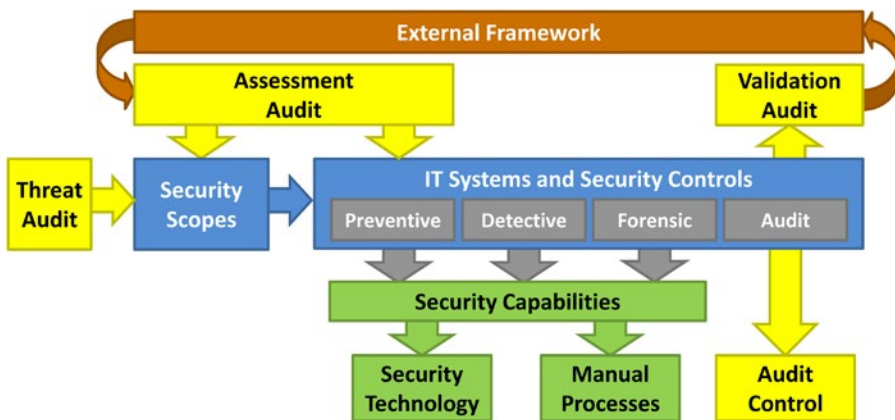 External Framework
Assessment
Audit
Validation
Audit
Threat
Audit
Security
Scopes
IT Systems and Security Controls
Preventive
Detective
Forensic
Audit
Security Capabilities
Security
Technology
Manual
Processes
Audit
Control